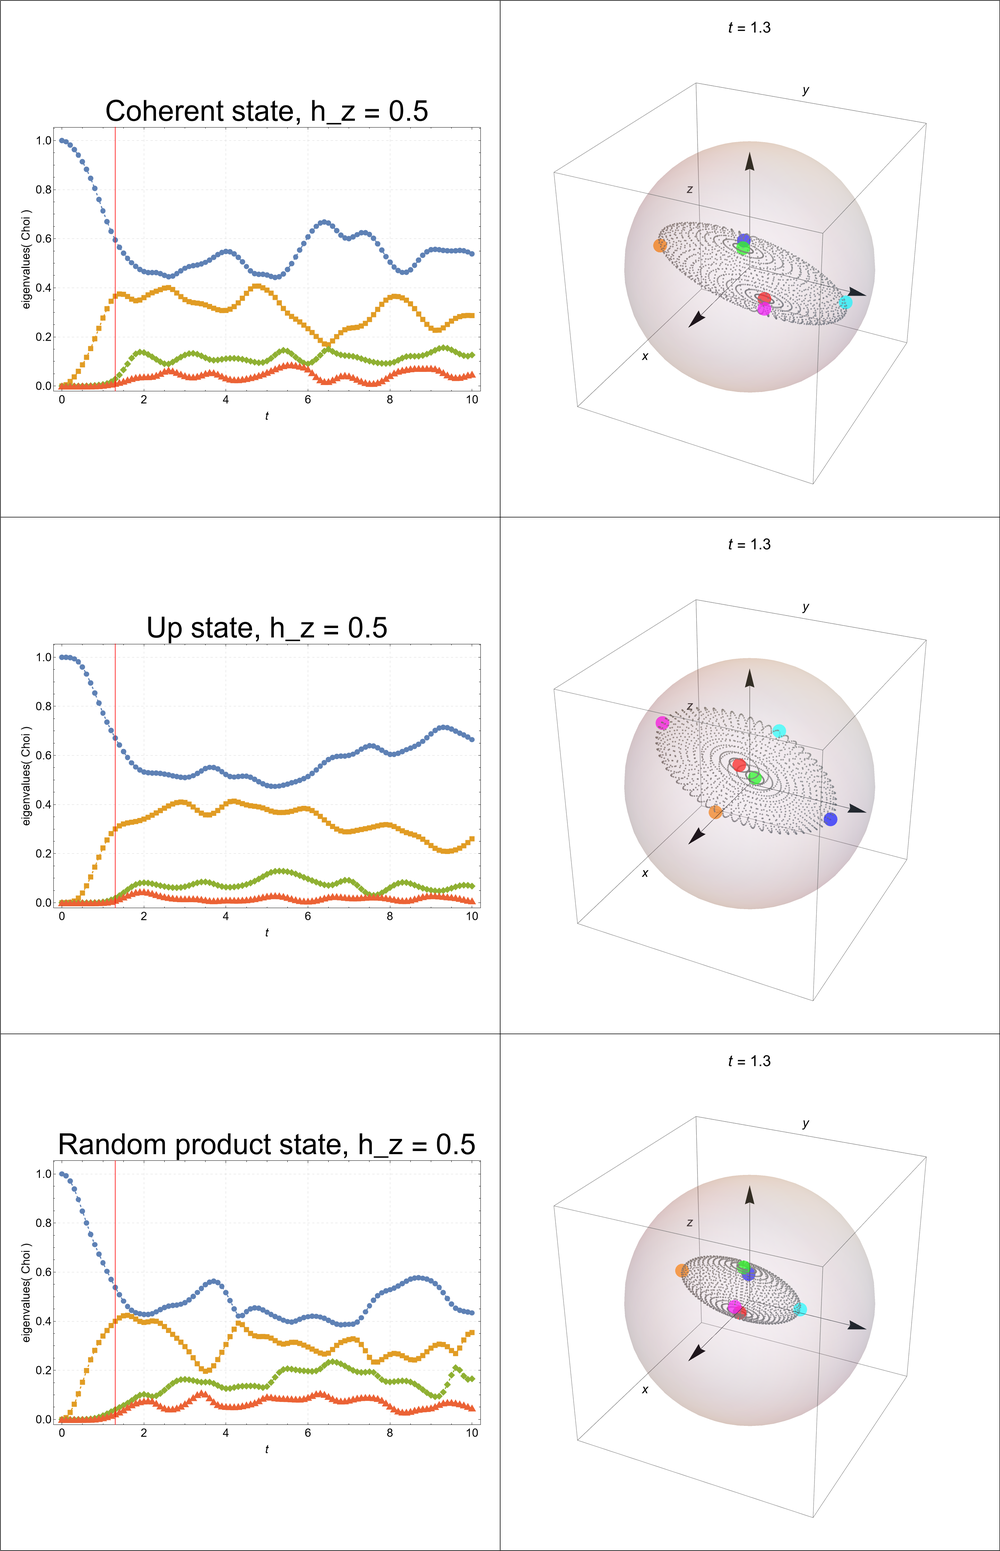 t = 1.3
Coherent state, h_z = 0.5
eigenvalues( Choi )
1.0
0.8
0.6
0.4
0.2
0.0
0 2 4 6 8 10
t
y
z
x
t = 1.3
Up state, h_z = 0.5
eigenvalues( Choi )
1.0
0.8
0.6
0.4
0.2
0.0
0 2 4 6 8 10
t
y
z
x
t = 1.3
Random product state, h_z = 0.5
eigenvalues( Choi )
1.0
0.8
0.6
0.4
0.2
0.0
0 2 4 6 8 10
t
y
z
x